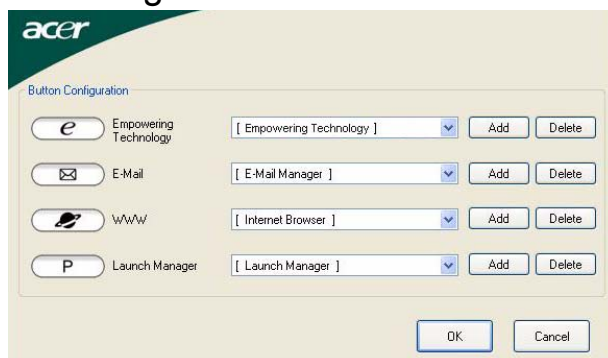 acer
Button Configuration
e Empowering Technology [ Empowering Technology ] Add Delete
E-Mail [ E-Mail Manager ] Add Delete
WWW [ Internet Browser ] Add Delete
P Launch Manager [ Launch Manager ] Add Delete
OK Cancel